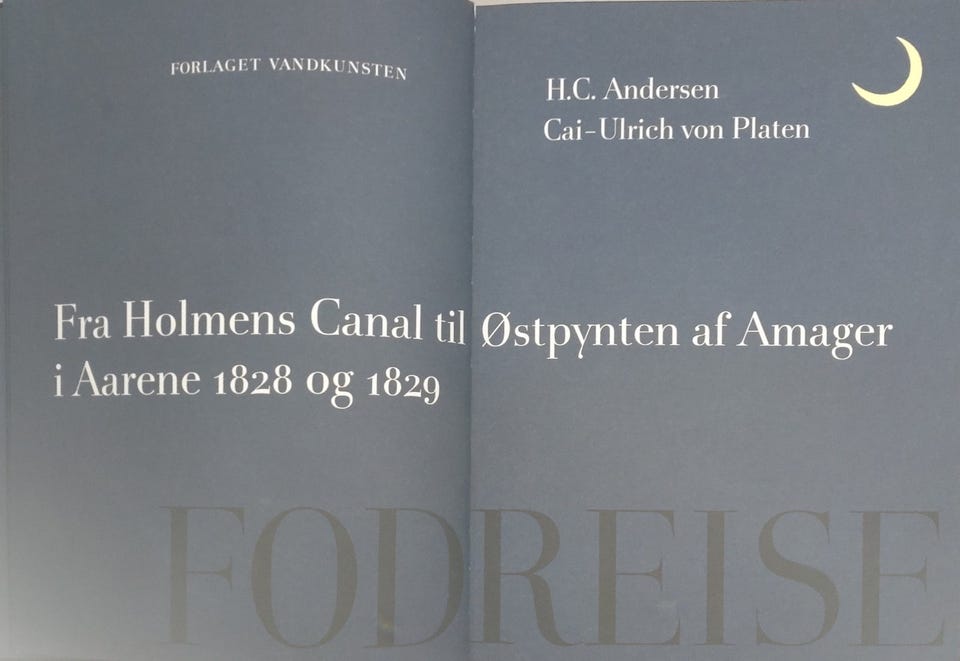 FORLAGET VANDKUNSTEN
H.C. Andersen
Cai-Ulrich von Platen
Fra Holmens Canal til Østpynten af Amager
i Aarene 1828 og 1829
FODREISE